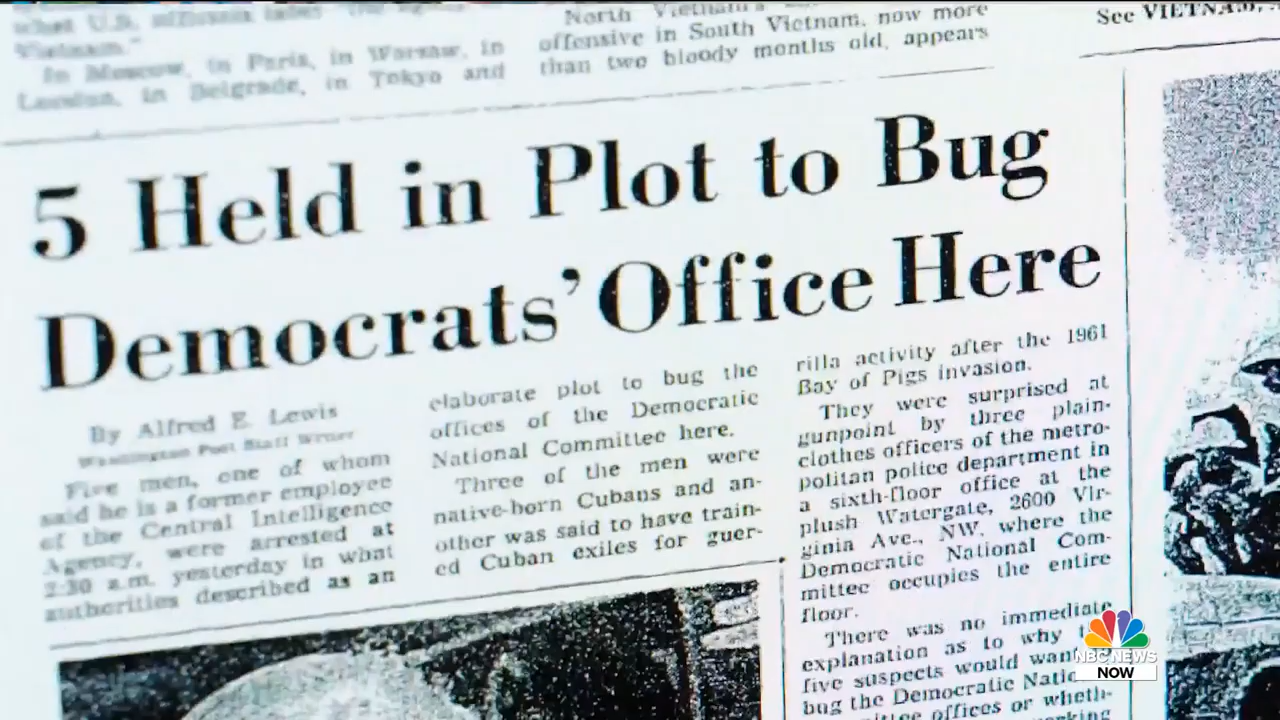 what U.S.
Vietnam."
In Moscow, in Paris, in Warsaw, in
London, in Belgrade, in Tokyo and
North Vietnam's
offensive in South Vietnam, now more
than two bloody months old, appears
See VIETNAM,
5 Held in Plot to Bug
Democrats' Office Here
By Alfred E. Lewis
Washington Post Staff Writer
Five men, one of whom
said he is a former employee
of the Central Intelligence
Agency, were arrested at
2:30 a.m. yesterday in what
authorities described as an
elaborate plot to bug the
offices of the Democratic
National Committee here.
Three of the men were
native-born Cubans and an-
other was said to have train-
ed Cuban exiles for guer-
rilla activity after the 1961
Bay of Pigs invasion.
They were surprised at
gunpoint by three plain-
clothes officers of the metro-
politan police department in
a sixth-floor office at the
plush Watergate, 2600 Vir-
ginia Ave., NW, where the
Democratic National Com-
mittee occupies the entire
floor.
There was no immediate
explanation as to why
five suspects would want
bug the Democratic
offices or wheth-
NBC NEWS
NOW